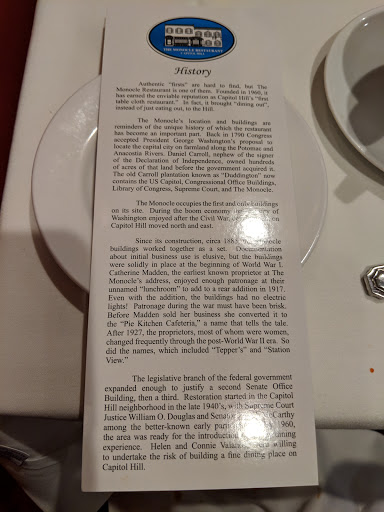 THE MONOCLE RESTAURANT
CAPITOL HILL
History
Authentic "firsts" are hard to find, but The
Monocle Restaurant is one of them. Founded in 1960, it
has earned the enviable reputation as Capitol Hill's "first
table cloth restaurant." In fact, it brought "dining out",
instead of just eating out, to the Hill.
The Monocle's location and buildings are
reminders of the unique history of which the restaurant
has become an important part. Back in 1790 Congress
accepted President George Washington's proposal to
locate the capital city on farmland along the Potomac and
Anacostia Rivers. Daniel Carroll, nephew of the signer
of the Declaration of Independence, owned hundreds
of acres of that land before the government acquired it.
The old Carroll plantation known as "Duddington" now
contains the US Capitol, Congressional Office Buildings,
Library of Congress, Supreme Court, and The Monocle.
The Monocle occupies the first and only buildings
on its site. During the boom economy
Washington enjoyed after the Civil War,
Capitol Hill moved north and east.
Since its construction, circa
buildings worked together as a set.
about initial business use is elusive, but the buildings
were solidly in place at the beginning of World War I.
Catherine Madden, the earliest known proprietor at The
Monocle's address, enjoyed enough patronage at their
unnamed "lunchroom" to add to a rear addition in 1917.
Even with the addition, the buildings had no electric
lights! Patronage during the war must have been brisk.
Before Madden sold her business she converted it to
the "Pie Kitchen Cafeteria," a name that tells the tale.
After 1927, the proprietors, most of whom were women,
changed frequently through the post-World War II era. So
did the names, which included "Tepper's" and "Station
View."
The legislative branch of the federal government
expanded enough to justify a second Senate Office
Building, then a third. Restoration started in the Capitol
Hill neighborhood in the late 1940's, with Supreme Court
Justice William O. Douglas and Senator
among the better-known early 1960,
the area was ready for the introduction dining
experience. Helen and Connie willing
to undertake the risk of building a fine dining place on
Capitol Hill.